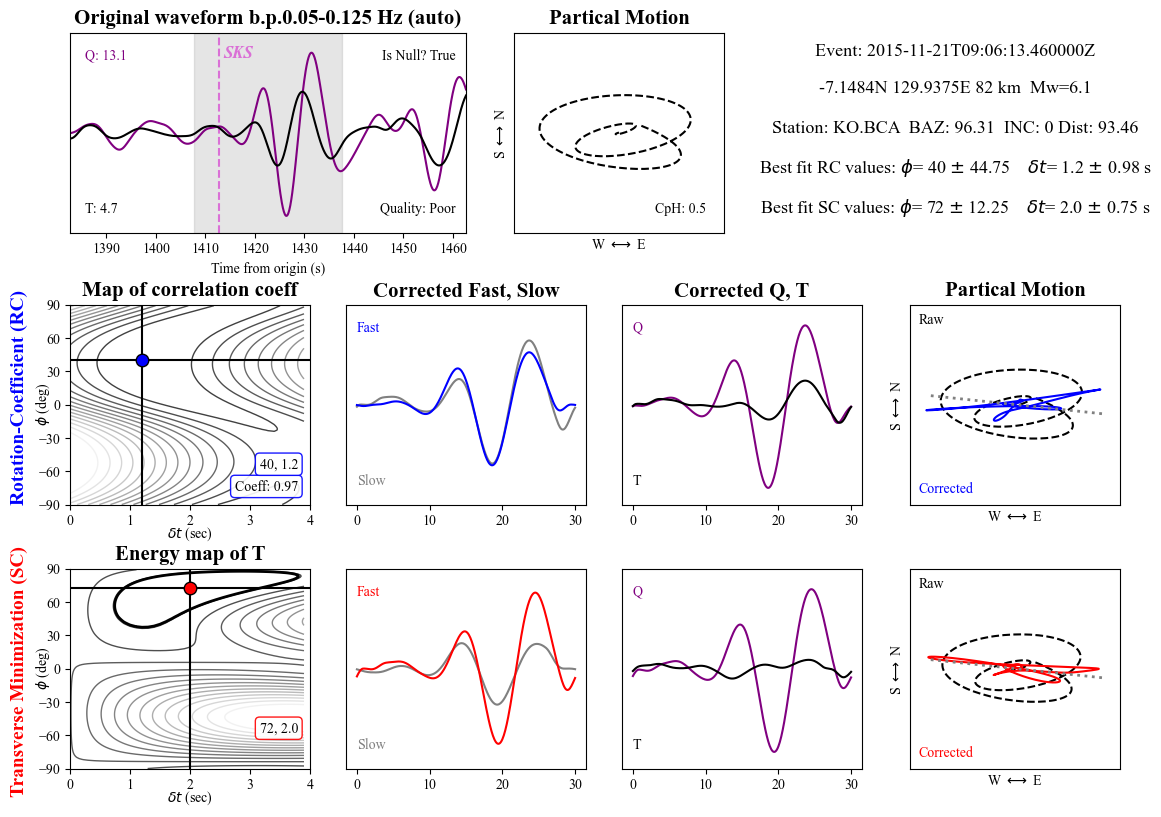 Original waveform b.p.0.05-0.125 Hz (auto)
Q: 13.1
SKS
Is Null? True
T: 4.7
Quality: Poor
1390 1400 1410 1420 1430 1440 1450 1460
Time from origin (s)
Partical Motion
S ⟷ N
CpH: 0.5
W ⟷ E
Event: 2015-11-21T09:06:13.460000Z
-7.1484N 129.9375E 82 km Mw=6.1
Station: KO.BCA BAZ: 96.31 INC: 0 Dist: 93.46
Best fit RC values: ϕ= 40 ± 44.75 δt= 1.2 ± 0.98 s
Best fit SC values: ϕ= 72 ± 12.25 δt= 2.0 ± 0.75 s
Rotation-Coefficient (RC)
Map of correlation coeff
ϕ (deg)
90
60
30
0
−30
−60
−90
40, 1.2
Coeff: 0.97
0 1 2 3 4
δt (sec)
Corrected Fast, Slow
Fast
Slow
0 10 20 30
Corrected Q, T
Q
T
0 10 20 30
Partical Motion
Raw
S ⟷ N
Corrected
W ⟷ E
Transverse Minimization (SC)
Energy map of T
ϕ (deg)
90
60
30
0
−30
−60
−90
72, 2.0
0 1 2 3 4
δt (sec)
Fast
Slow
0 10 20 30
Q
T
0 10 20 30
Raw
S ⟷ N
Corrected
W ⟷ E